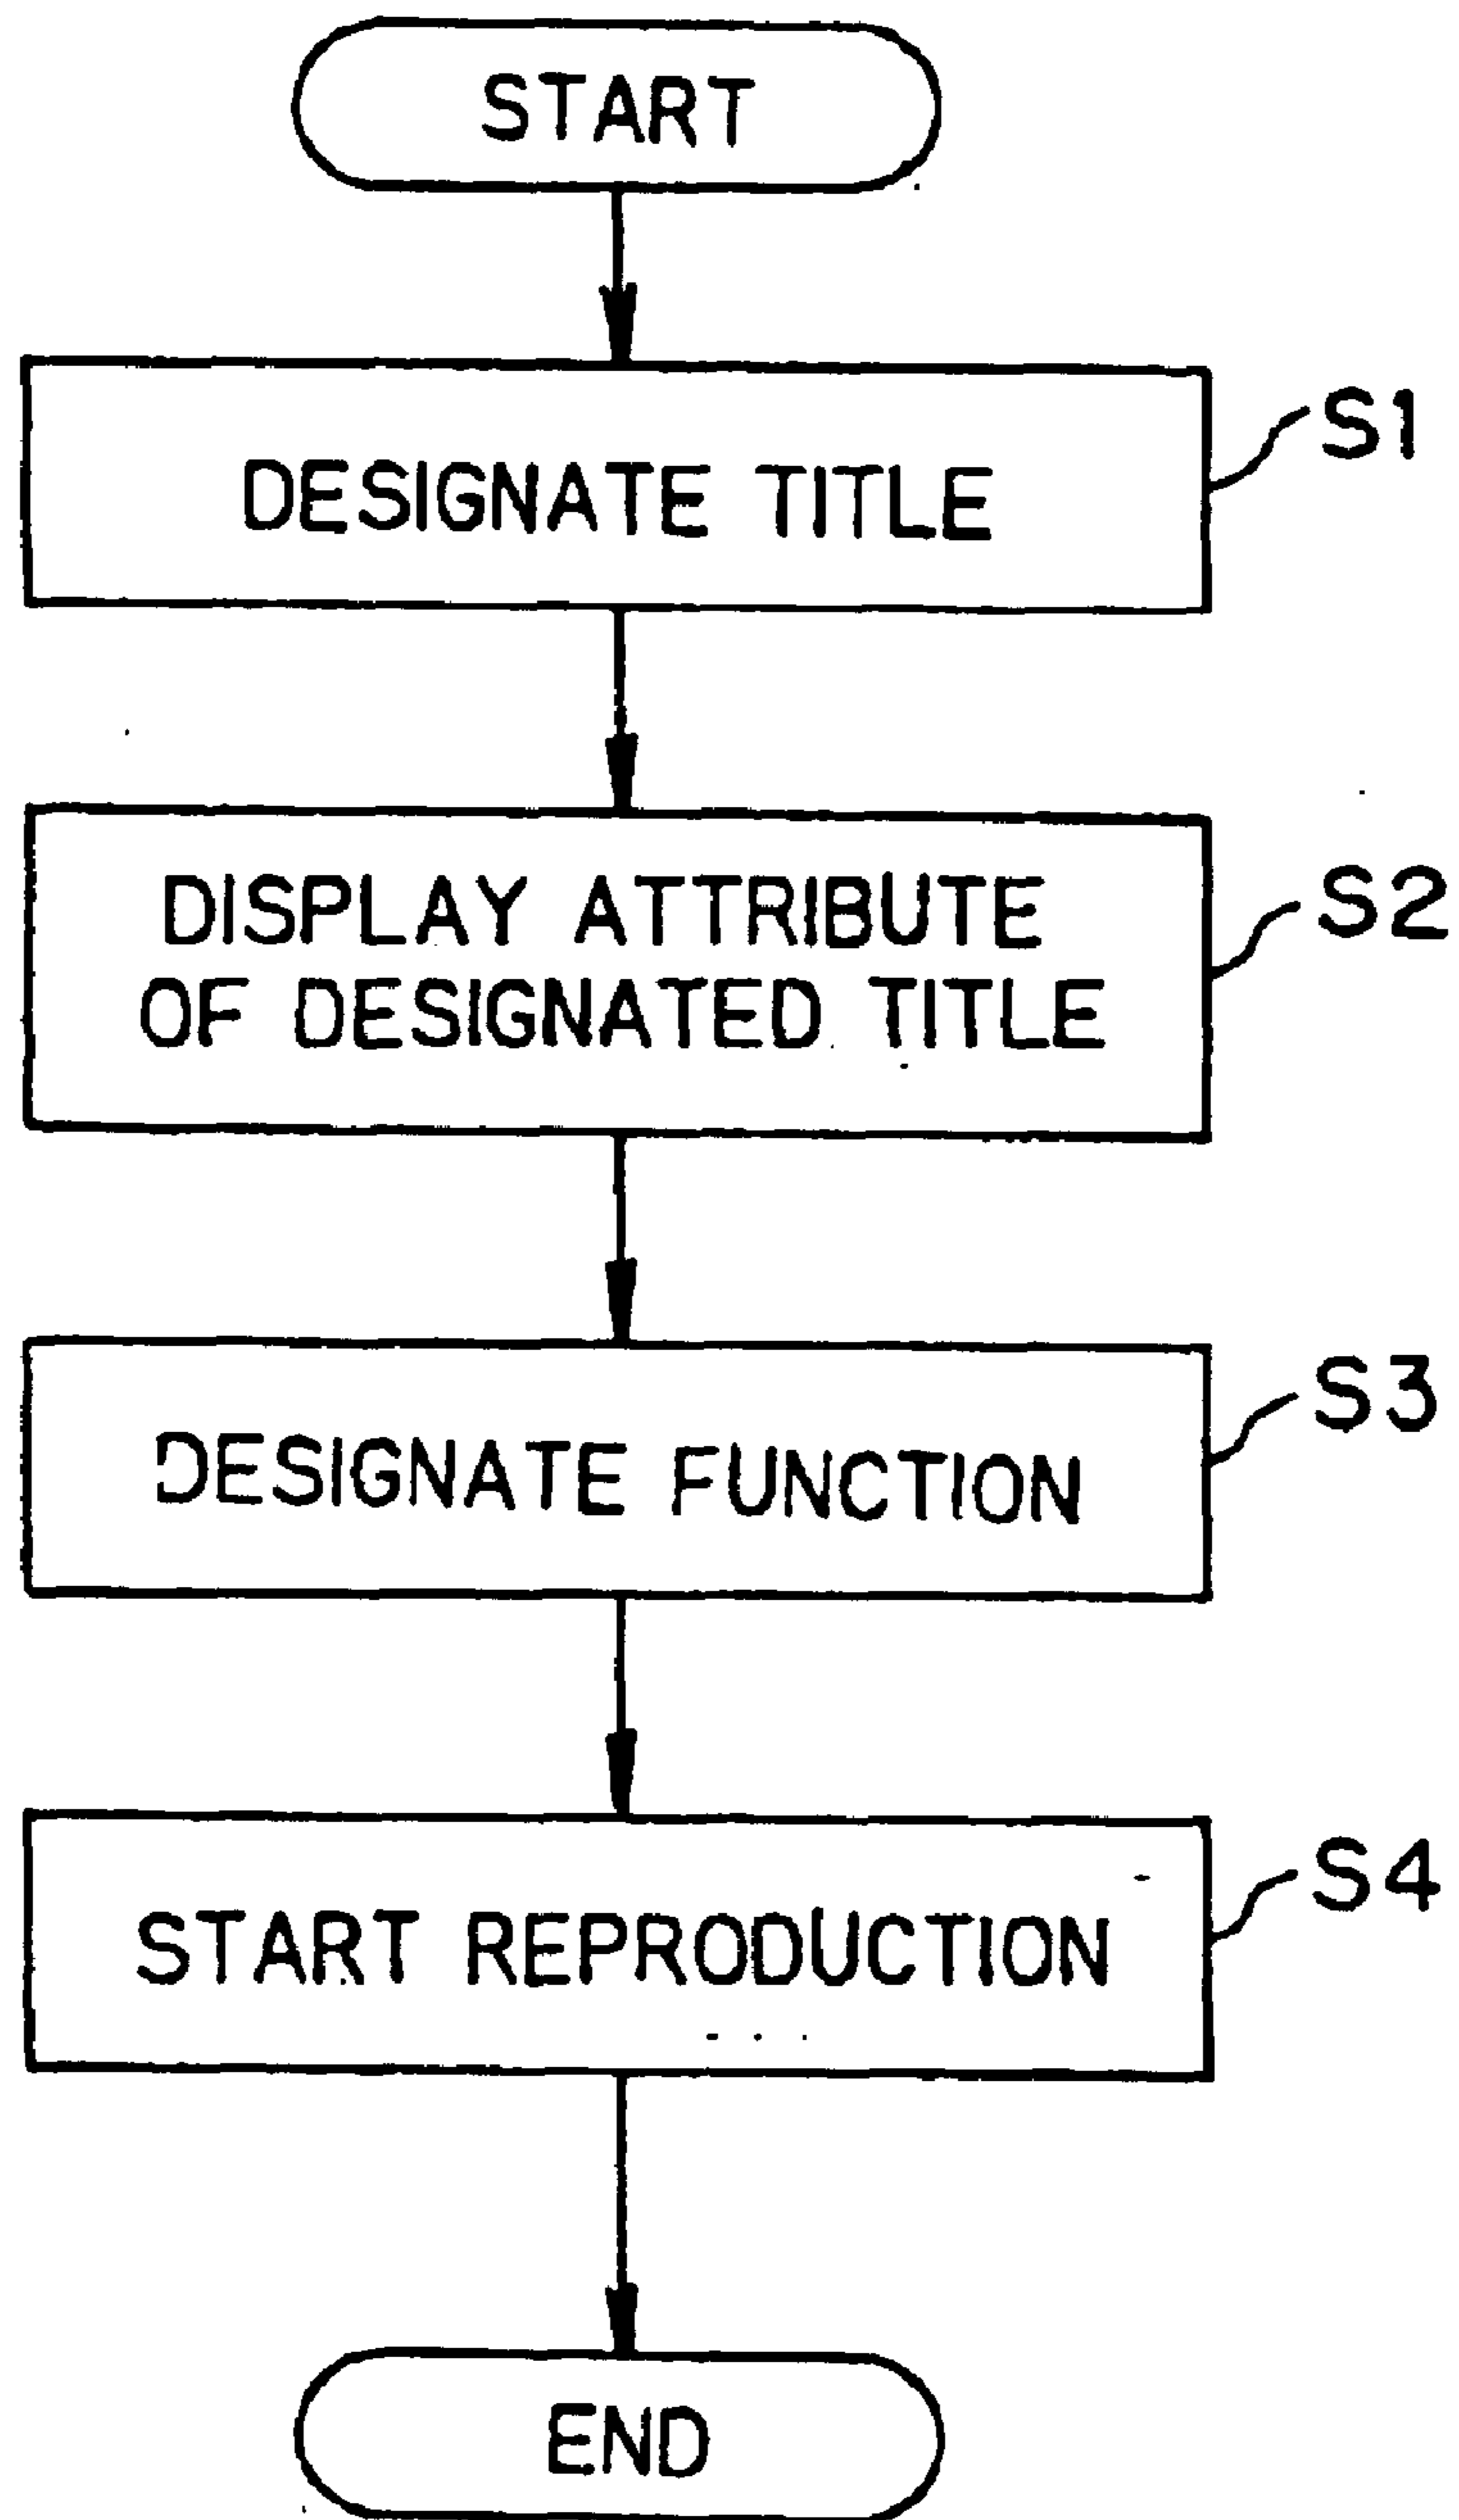 START
DESIGNATE TITLE
S1
DISPLAY ATTRIBUTE
OF DESIGNATED TITLE
S2
DESIGNATE FUNCTION
S3
START REPRODUCTION
S4
END